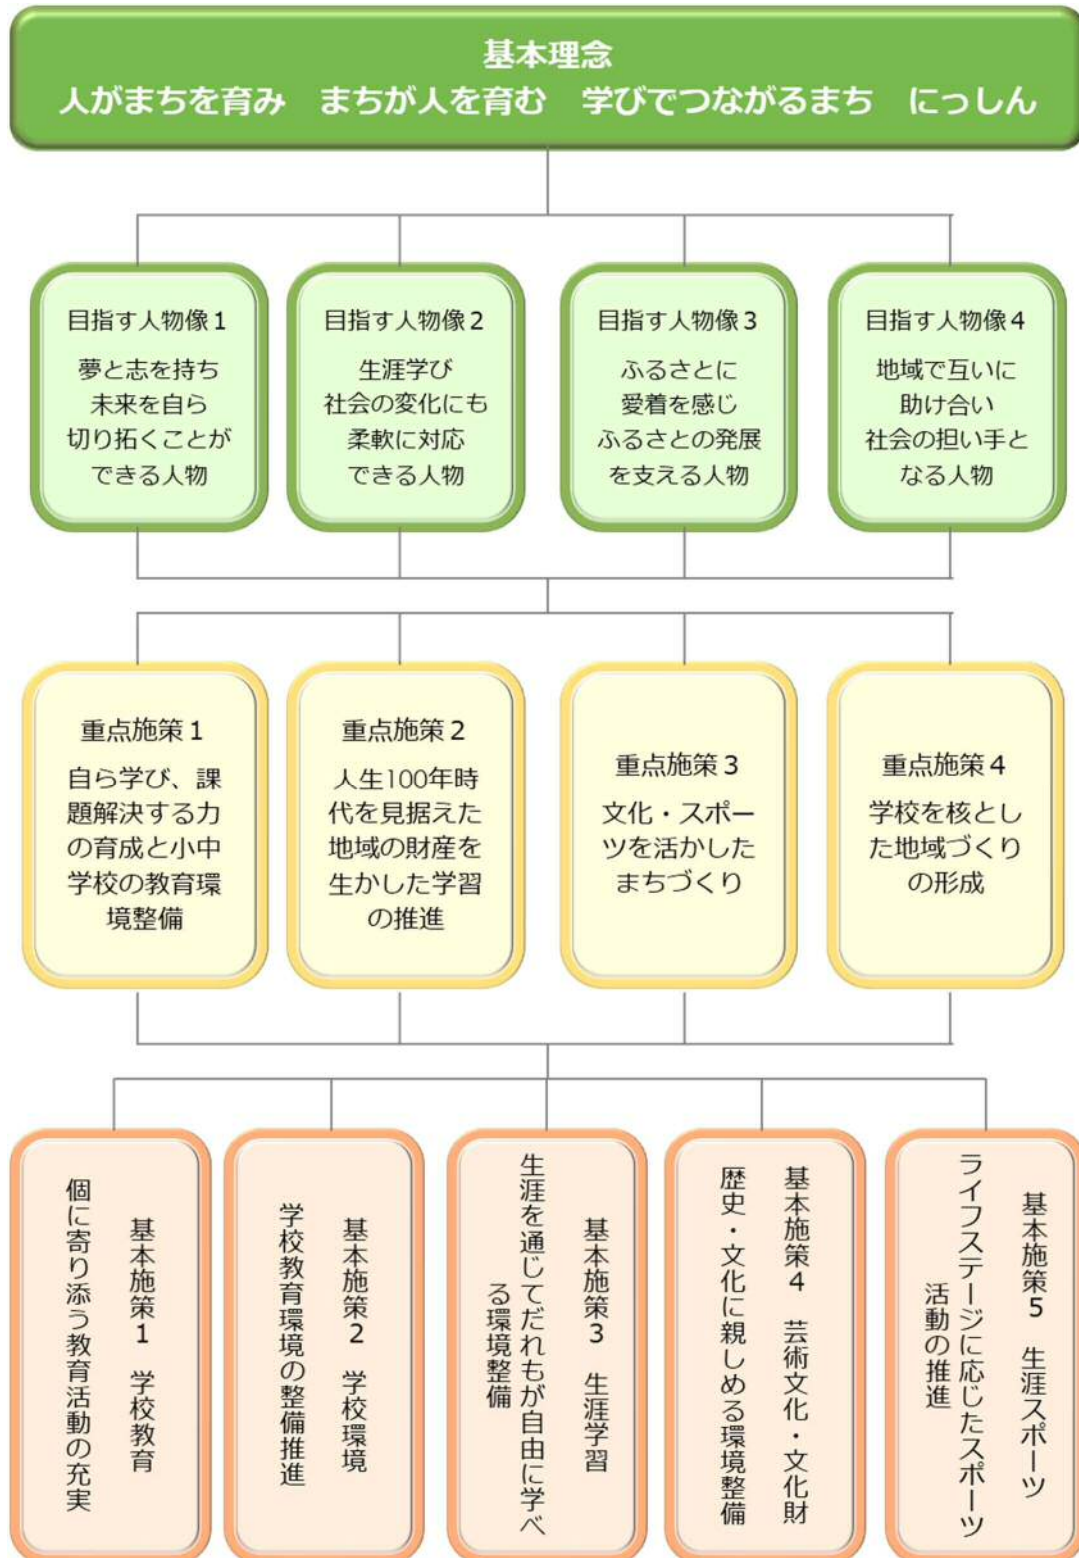 基本理念
人がまちを育み　まちが人を育む　学びでつながるまち　にっしん
目指す人物像１
夢と志を持ち
未来を自ら
切り拓くことが
できる人物
目指す人物像２
生涯学び
社会の変化にも
柔軟に対応
できる人物
目指す人物像３
ふるさとに
愛着を感じ
ふるさとの発展
を支える人物
目指す人物像４
地域で互いに
助け合い
社会の担い手と
なる人物
重点施策１
自ら学び、課
題解決する力
の育成と小中
学校の教育環
境整備
重点施策２
人生100年時
代を見据えた
地域の財産を
生かした学習
の推進
重点施策３
文化・スポー
ツを活かした
まちづくり
重点施策４
学校を核とし
た地域づくり
の形成
基本施策１　学校教育
個に寄り添う教育活動の充実
基本施策２　学校環境
学校教育環境の整備推進
基本施策３　生涯学習
生涯を通じてだれもが自由に学べ
る環境整備
基本施策４　芸術文化・文化財
歴史・文化に親しめる環境整備
基本施策５　生涯スポーツ
ライフステージに応じたスポーツ
活動の推進